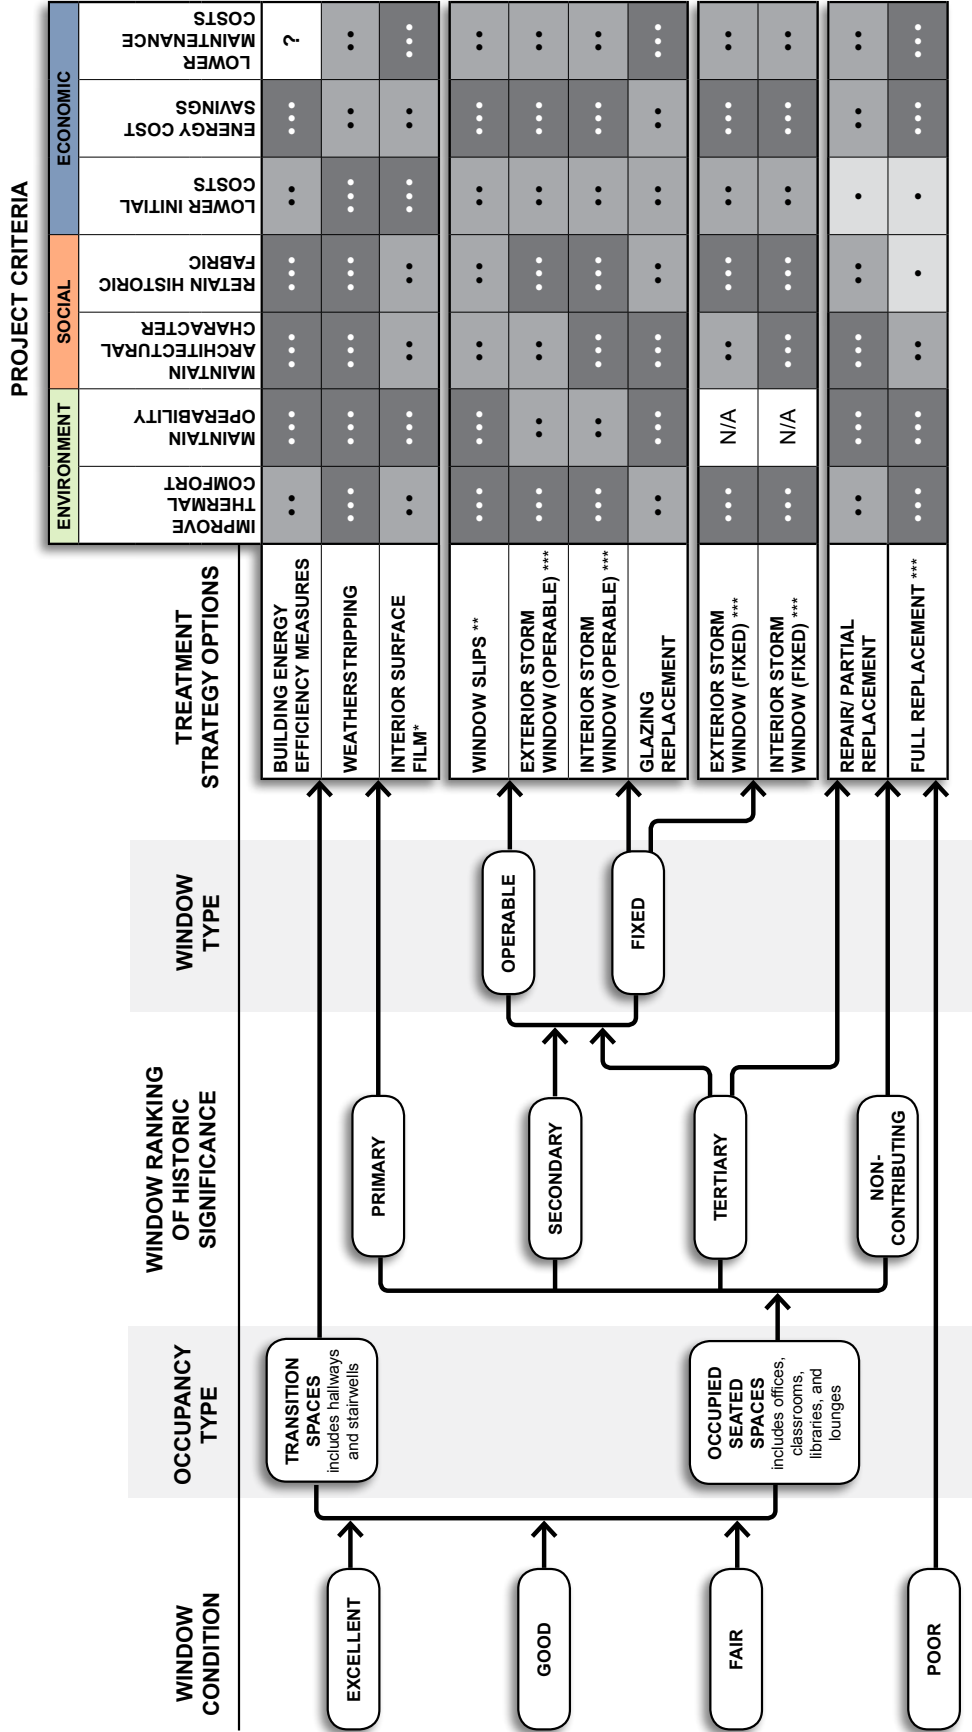 PROJECT CRITERIA
WINDOW
CONDITION
OCCUPANCY
TYPE
WINDOW RANKING
OF HISTORIC
SIGNIFICANCE
WINDOW
TYPE
TREATMENT
STRATEGY OPTIONS
ENVIRONMENT
SOCIAL
ECONOMIC
IMPROVE
THERMAL
COMFORT
MAINTAIN
OPERABILITY
MAINTAIN
ARCHITECTURAL
CHARACTER
RETAIN HISTORIC
FABRIC
LOWER INITIAL
COSTS
ENERGY COST
SAVINGS
LOWER
MAINTENANCE
COSTS
EXCELLENT
GOOD
FAIR
POOR
TRANSITION
SPACES
includes hallways
and stairwells
OCCUPIED
SEATED
SPACES
includes offices,
classrooms,
libraries, and
lounges
PRIMARY
SECONDARY
TERTIARY
NON-
CONTRIBUTING
OPERABLE
FIXED
BUILDING ENERGY
EFFICIENCY MEASURES
?
WEATHERSTRIPPING
INTERIOR SURFACE
FILM*
WINDOW SLIPS **
EXTERIOR STORM
WINDOW (OPERABLE) ***
INTERIOR STORM
WINDOW (OPERABLE) ***
GLAZING
REPLACEMENT
EXTERIOR STORM
WINDOW (FIXED) ***
N/A
INTERIOR STORM
WINDOW (FIXED) ***
N/A
REPAIR/ PARTIAL
REPLACEMENT
FULL REPLACEMENT ***